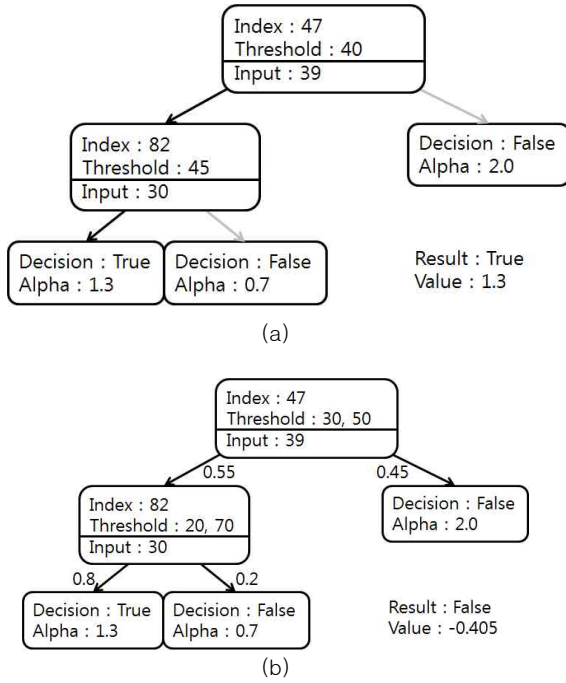 Index : 47
Threshold : 40
Input : 39
Index : 82
Threshold : 45
Input : 30
Decision : False
Alpha : 2.0
Decision : True
Alpha : 1.3
Decision : False
Alpha : 0.7
Result : True
Value : 1.3
(a)
Index : 47
Threshold : 30, 50
Input : 39
0.55
0.45
Index : 82
Threshold : 20, 70
Input : 30
Decision : False
Alpha : 2.0
0.8
0.2
Decision : True
Alpha : 1.3
Decision : False
Alpha : 0.7
Result : False
Value : -0.405
(b)